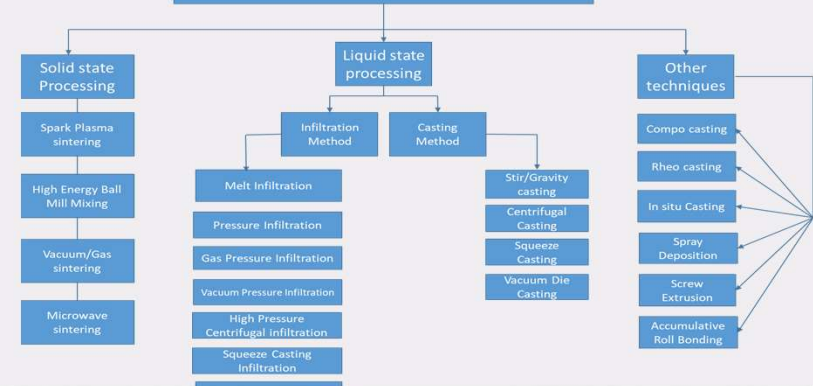 Solid state
Processing
Spark Plasma
sintering
High Energy Ball
Mill Mixing
Vacuum/Gas
sintering
Microwave
sintering
Liquid state
processing
Infiltration
Method
Casting
Method
Melt Infiltration
Pressure Infiltration
Gas Pressure Infiltration
Vacuum Pressure Infiltration
High Pressure
Centrifugal infiltration
Squeeze Casting
Infiltration
Stir/Gravity
casting
Centrifugal
Casting
Squeeze
Casting
Vacuum Die
Casting
Other
techniques
Compo casting
Rheo casting
In situ Casting
Spray
Deposition
Screw
Extrusion
Accumulative
Roll Bonding